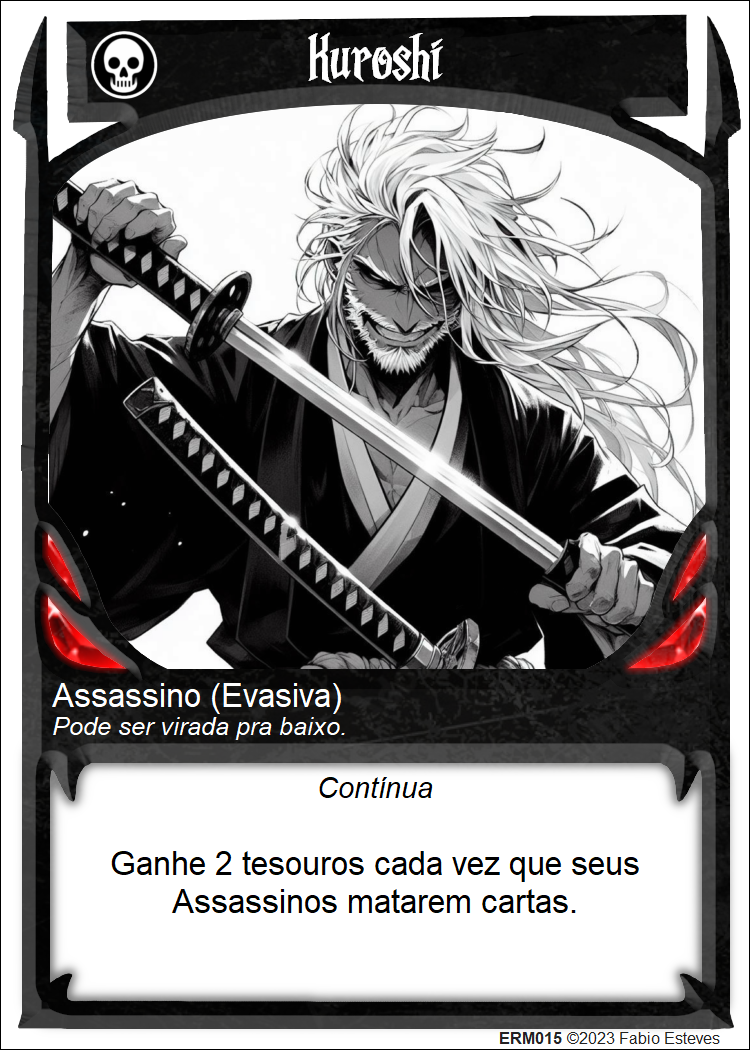 Kuroshi
Assassino (Evasiva)
Pode ser virada pra baixo.
Contínua
Ganhe 2 tesouros cada vez que seus
Assassinos matarem cartas.
ERM015 ©2023 Fabio Esteves